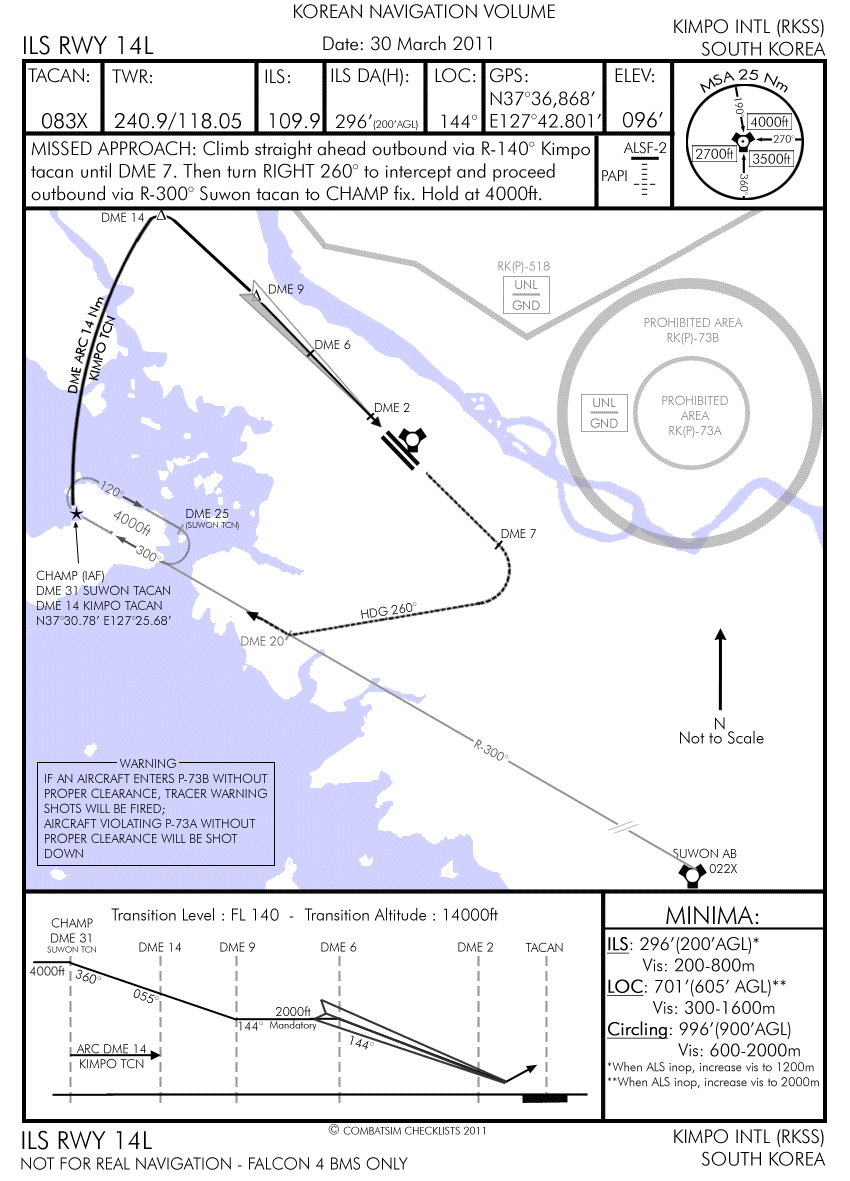 KOREAN NAVIGATION VOLUME
ILS RWY 14L
Date: 30 March 2011
KIMPO INTL (RKSS)
SOUTH KOREA
TACAN:
083X
TWR:
240.9/118.05
ILS:
109.9
ILS DA(H):
296'(200'AGL)
LOC:
144°
GPS:
N37°36,868'
E127°42.801'
ELEV:
096'
MSA 25 Nm
190°
4000ft
270°
2700ft
3500ft
360°
MISSED APPROACH: Climb straight ahead outbound via R-140° Kimpo
tacan until DME 7. Then turn RIGHT 260° to intercept and proceed
outbound via R-300° Suwon tacan to CHAMP fix. Hold at 4000ft.
ALSF-2
PAPI
DME 14
DME 9
DME 6
DME 2
DME ARC 14 Nm
KIMPO TCN
RK(P)-518
UNL
GND
PROHIBITED AREA
RK(P)-73B
UNL
GND
PROHIBITED
AREA
RK(P)-73A
120°
4000ft
300°
DME 25
(SUWON TCN)
DME 7
CHAMP (IAF)
DME 31 SUWON TACAN
DME 14 KIMPO TACAN
N37°30.78' E127°25.68'
HDG 260°
DME 20
R-300°
N
Not to Scale
WARNING
IF AN AIRCRAFT ENTERS P-73B WITHOUT
PROPER CLEARANCE, TRACER WARNING
SHOTS WILL BE FIRED;
AIRCRAFT VIOLATING P-73A WITHOUT
PROPER CLEARANCE WILL BE SHOT
DOWN
SUWON AB
022X
Transition Level : FL 140 - Transition Altitude : 14000ft
CHAMP
DME 31
SUWON TCN
DME 14
DME 9
DME 6
DME 2
TACAN
4000ft
360°
055°
144°
2000ft
Mandatory
144°
ARC DME 14
KIMPO TCN
MINIMA:
ILS: 296'(200'AGL)*
Vis: 200-800m
LOC: 701'(605' AGL)**
Vis: 300-1600m
Circling: 996'(900'AGL)
Vis: 600-2000m
*When ALS inop, increase vis to 1200m
**When ALS inop, increase vis to 2000m
ILS RWY 14L
© COMBATSIM CHECKLISTS 2011
KIMPO INTL (RKSS)
NOT FOR REAL NAVIGATION - FALCON 4 BMS ONLY
SOUTH KOREA